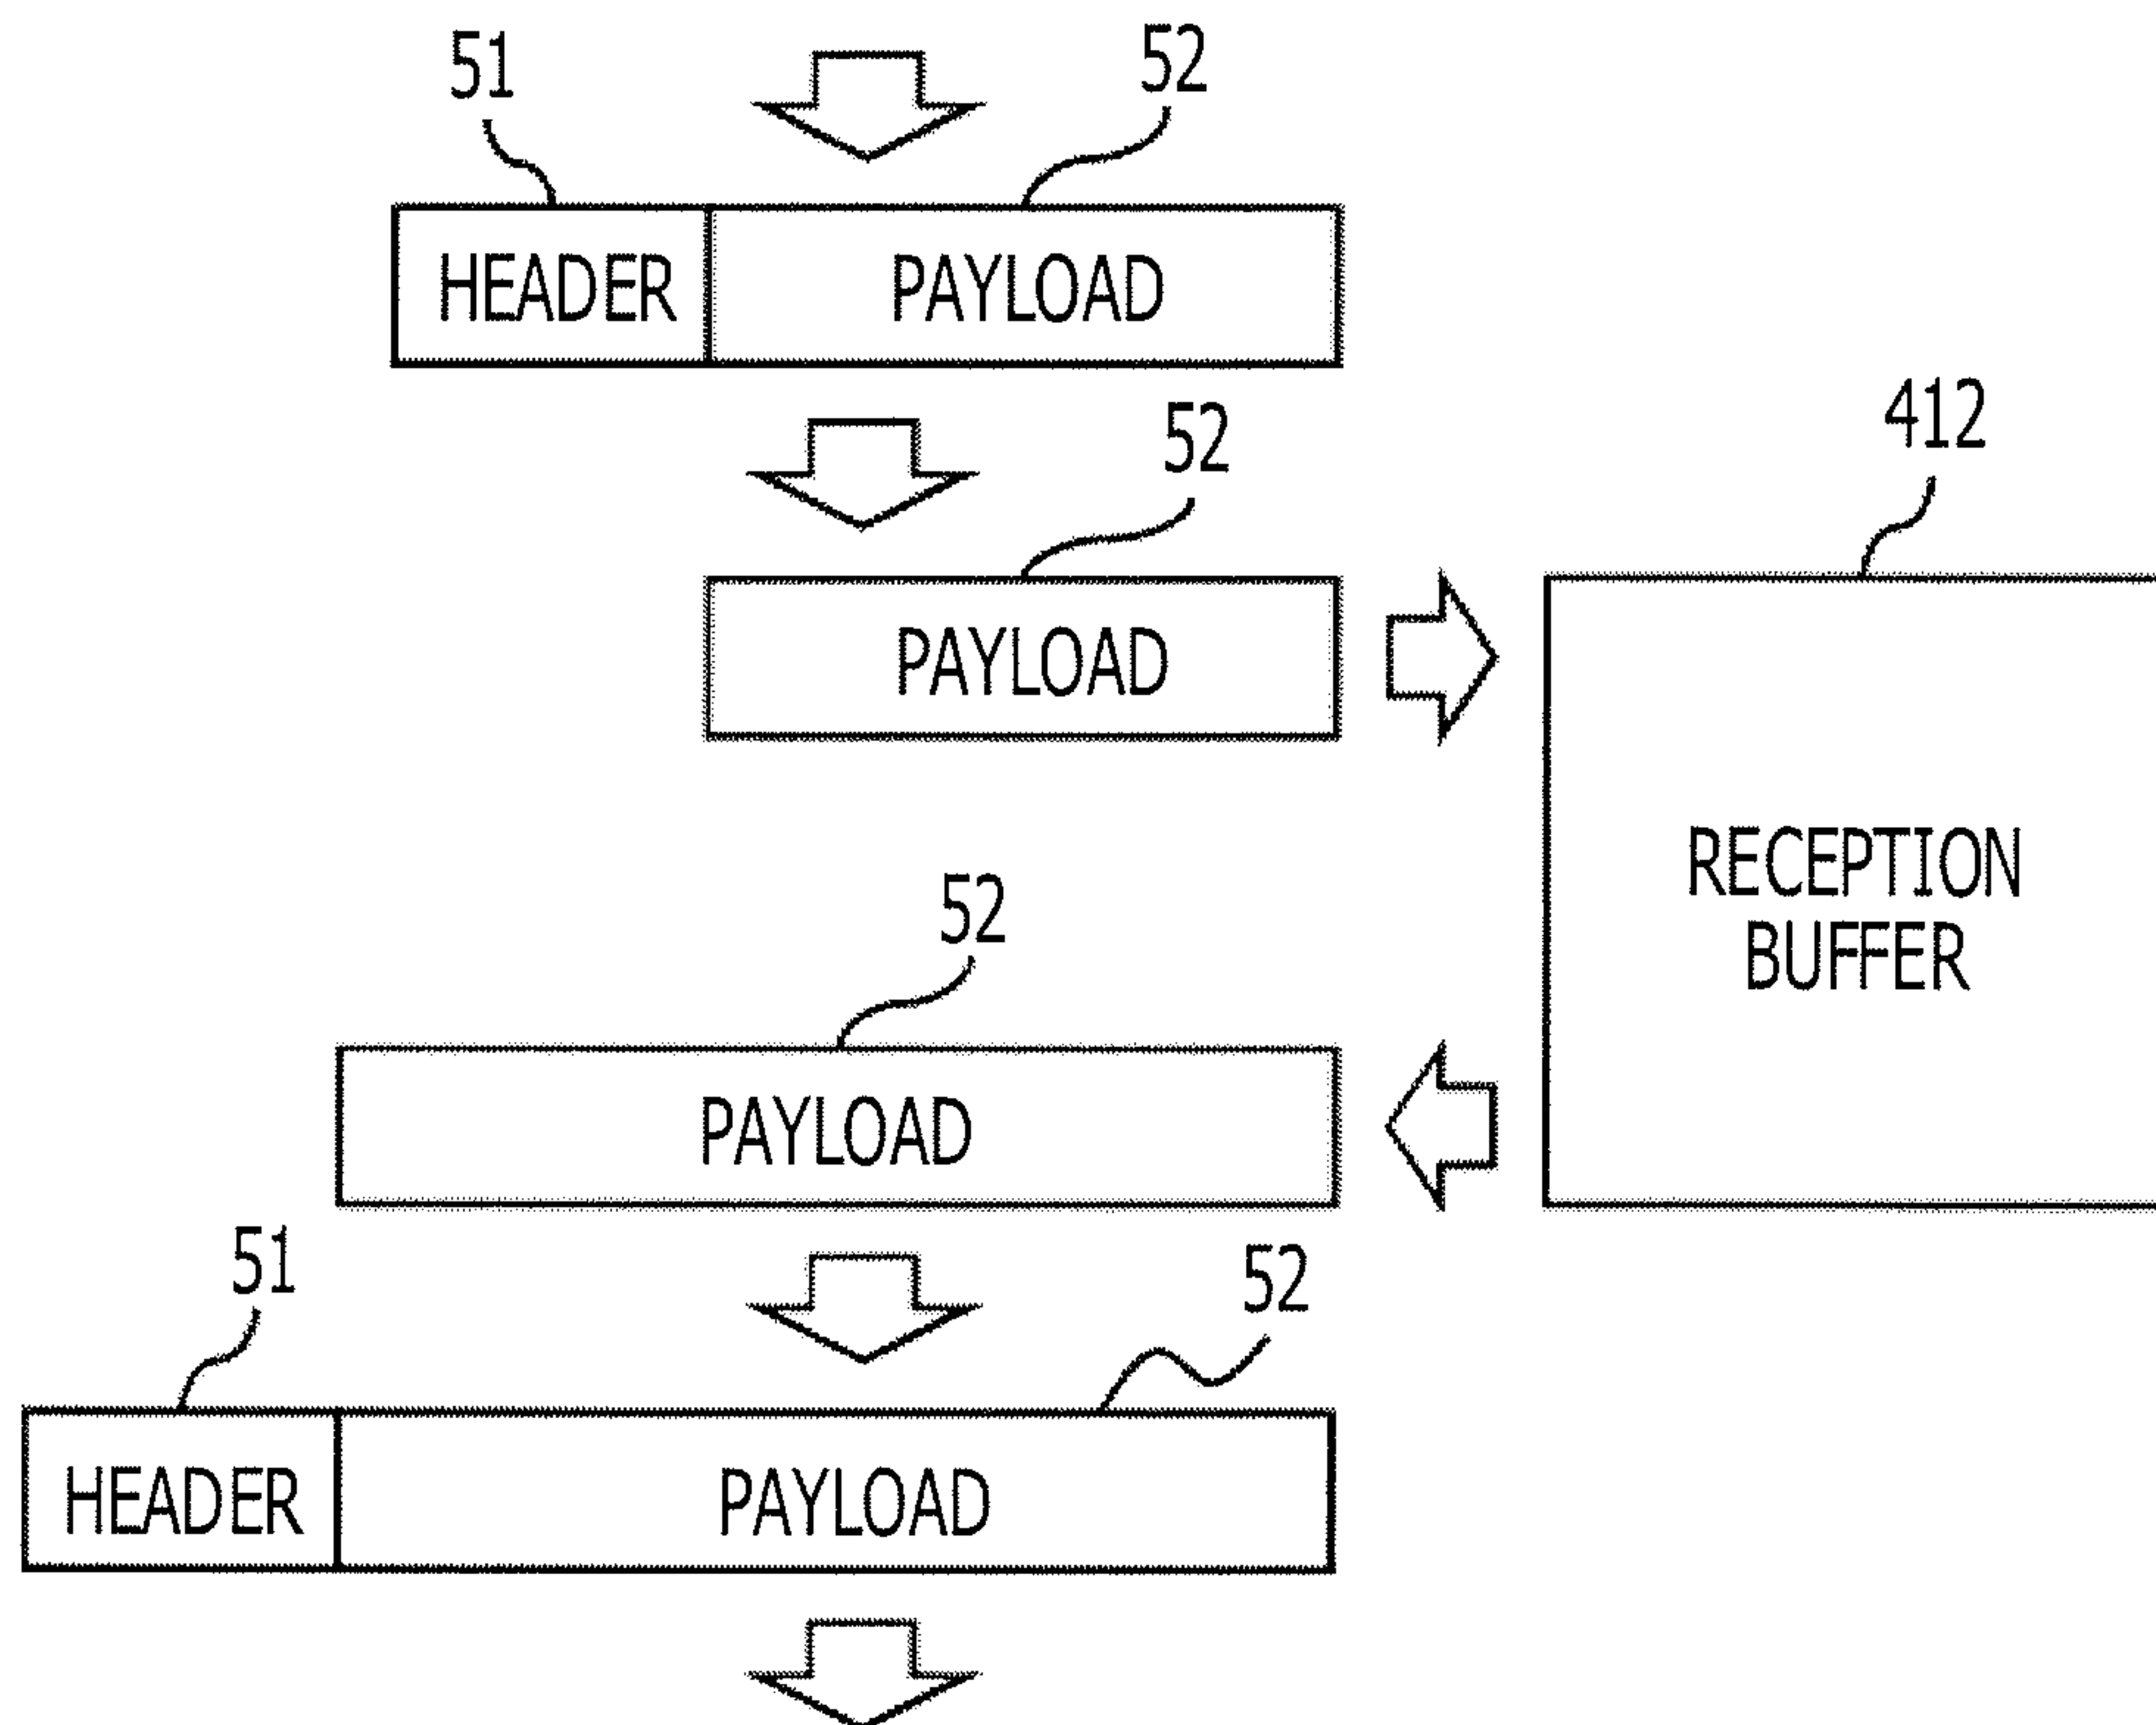 51
52
HEADER
PAYLOAD
52
412
PAYLOAD
RECEPTION
BUFFER
52
PAYLOAD
51
52
HEADER
PAYLOAD